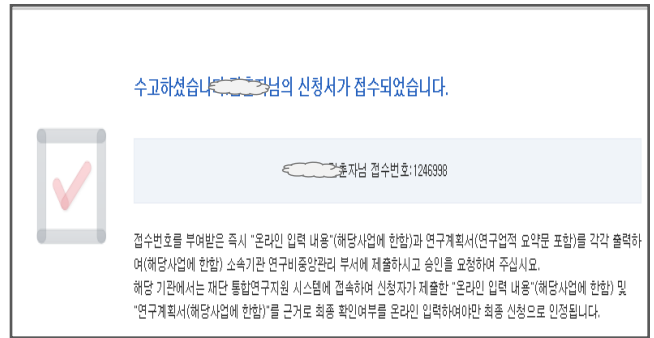 수고하셨습니 님의 신청서가 접수되었습니다.
춘자님 접수번호:1246998
접수번호를 부여받은 즉시 "온라인 입력 내용"(해당사업에 한함)과 연구계획서(연구업적 요약문 포함)를 각각 출력하
여(해당사업에 한함) 소속기관 연구비중앙관리 부서에 제출하시고 승인을 요청하여 주십시요.
해당 기관에서는 재단 통합연구지원 시스템에 접속하여 신청자가 제출한 "온라인 입력 내용"(해당사업에 한함) 및
"연구계획서(해당사업에 한함)"를 근거로 최종 확인여부를 온라인 입력하여야만 최종 신청으로 인정됩니다.